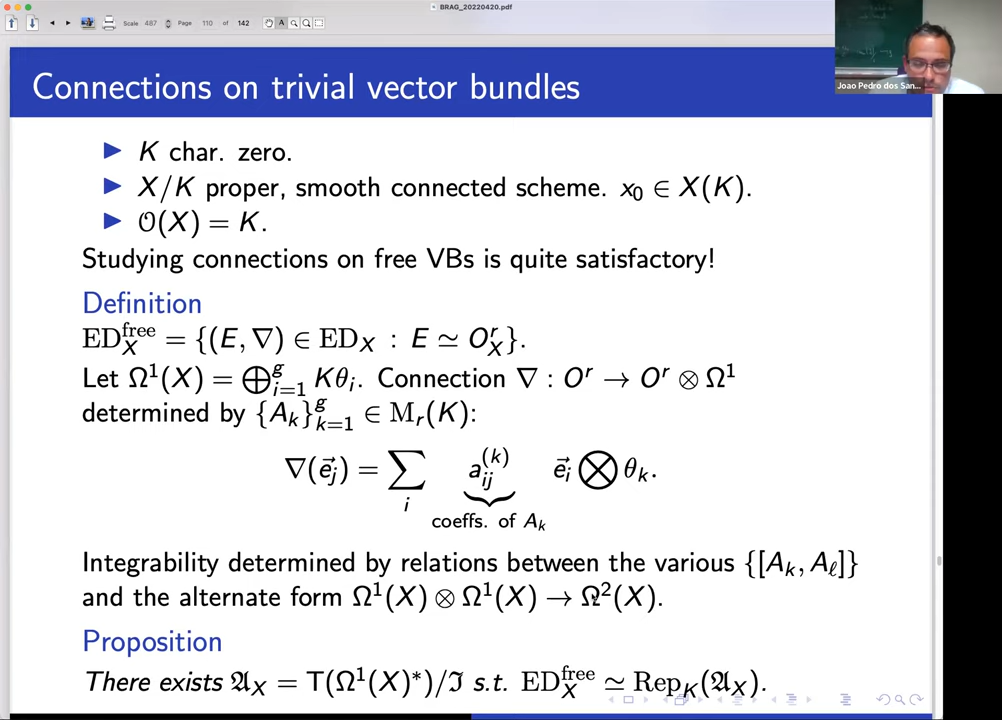 BRAG_20220420.pdf
Scale 487 Page 110 of 142
Joao Pedro dos San...
Connections on trivial vector bundles
▶ K char. zero.
▶ X/K proper, smooth connected scheme. x₀ ∈ X(K).
▶ 𝒪(X) = K.
Studying connections on free VBs is quite satisfactory!
Definition
ED_X^free = {(E, ∇) ∈ ED_X : E ≃ O_X^r}.
Let Ω¹(X) = ⨁_{i=1}^g Kθ_i. Connection ∇ : O^r → O^r ⊗ Ω¹
determined by {A_k}_{k=1}^g ∈ M_r(K):
∇(e⃗_j) = ∑_i a_{ij}^{(k)} e⃗_i ⨂ θ_k.
coeffs. of A_k
Integrability determined by relations between the various {[A_k, A_ℓ]}
and the alternate form Ω¹(X) ⊗ Ω¹(X) → Ω²(X).
Proposition
There exists 𝔄_X = T(Ω¹(X)*)/ℑ s.t. ED_X^free ≃ Rep_K(𝔄_X).